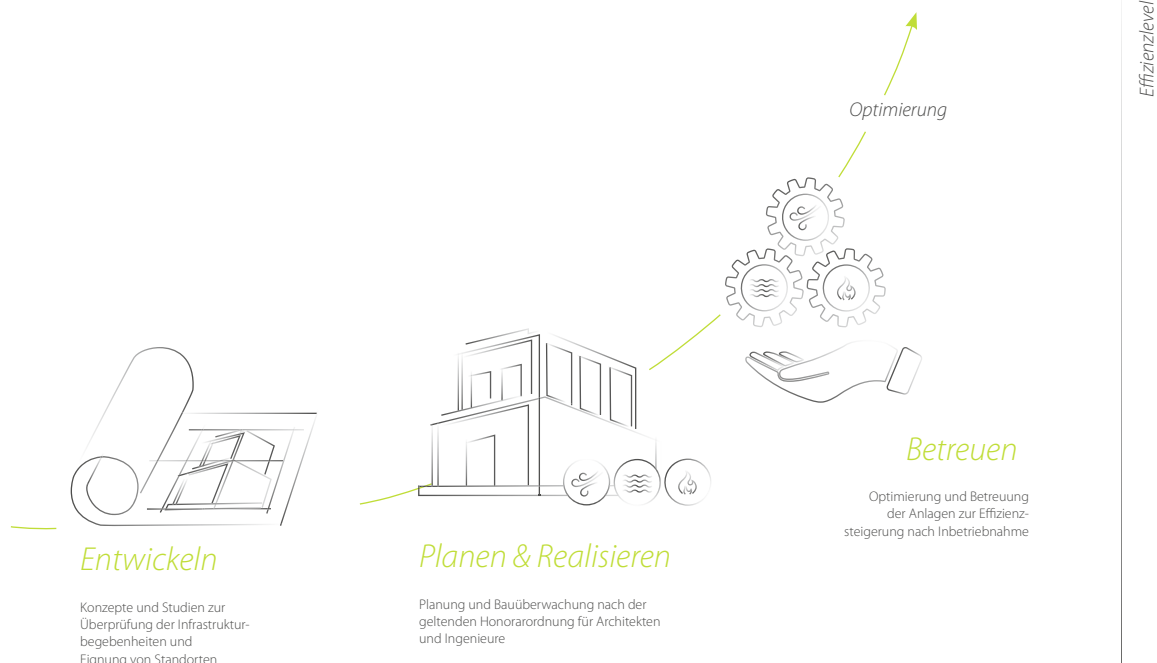 Effizienzlevel
Optimierung
Betreuen
Optimierung und Betreuung
der Anlagen zur Effizienz-
steigerung nach Inbetriebnahme
Entwickeln
Konzepte und Studien zur
Überprüfung der Infrastruktur-
begebenheiten und
Eignung von Standorten
Planen & Realisieren
Planung und Bauüberwachung nach der
geltenden Honorarordnung für Architekten
und Ingenieure